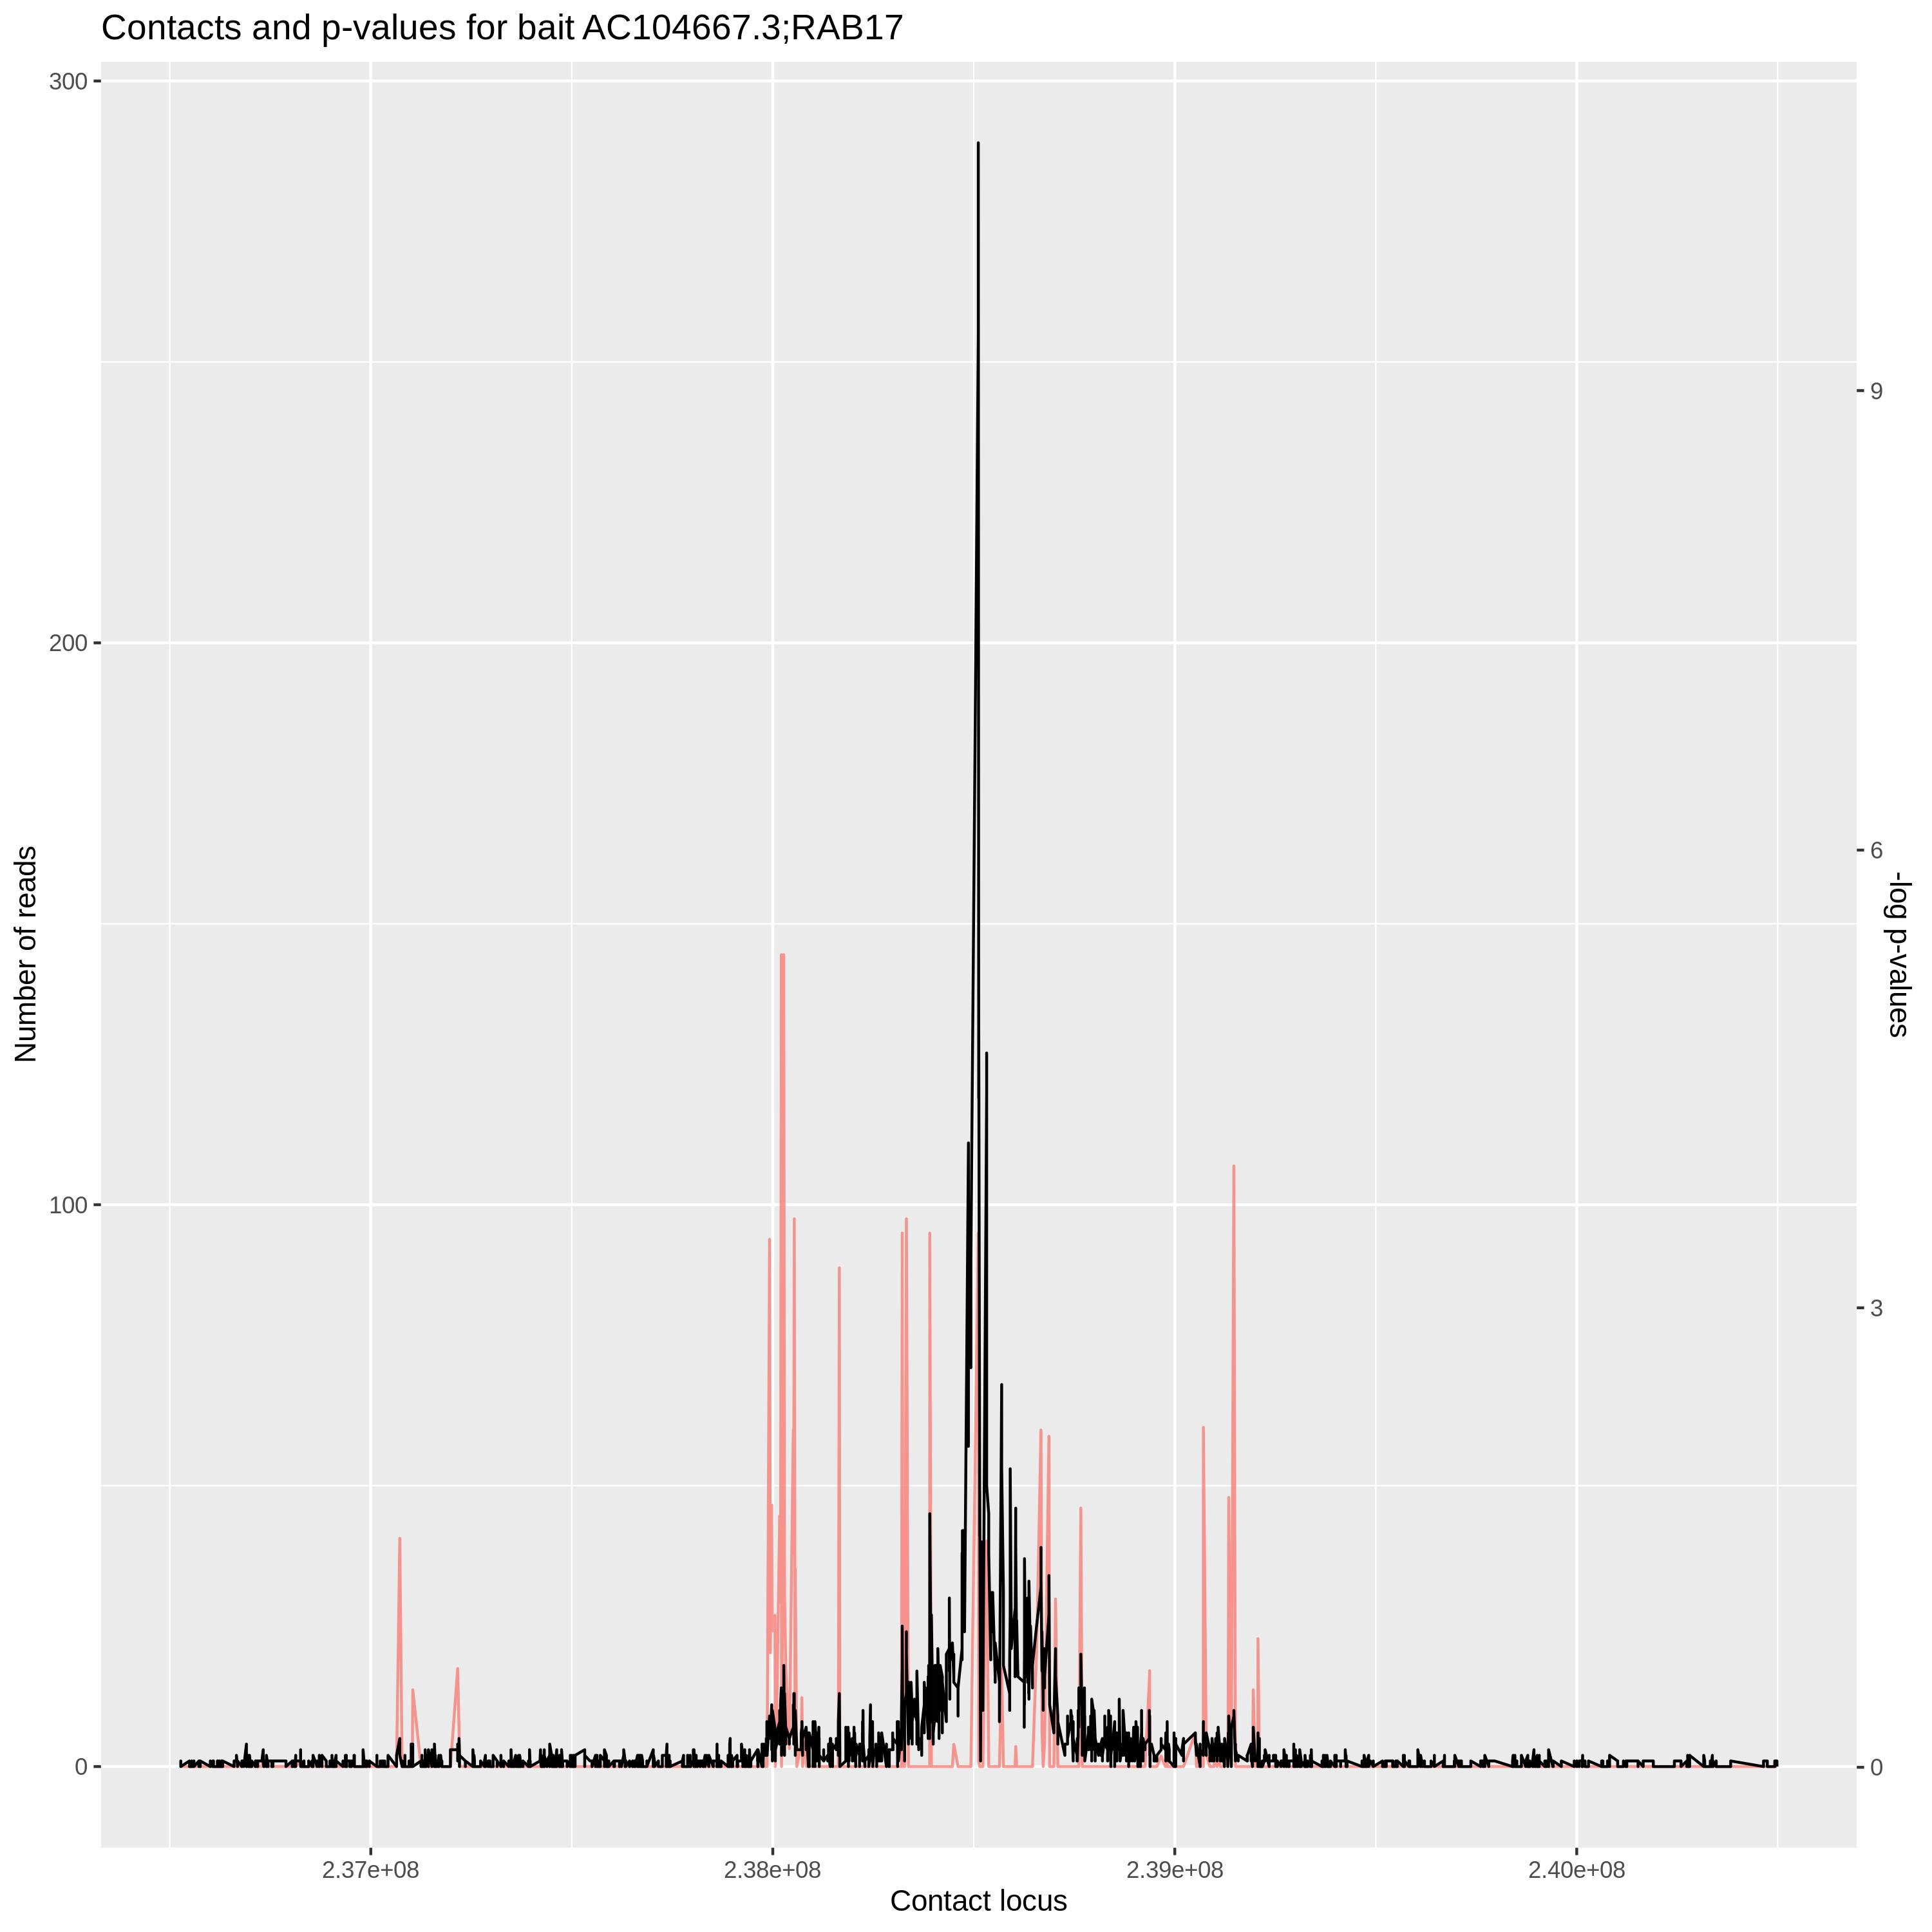 Contacts and p-values for bait AC104667.3;RAB17
300
200
100
0
Number of reads
9
6
3
0
-log p-values
2.37e+08
2.38e+08
2.39e+08
2.40e+08
Contact locus